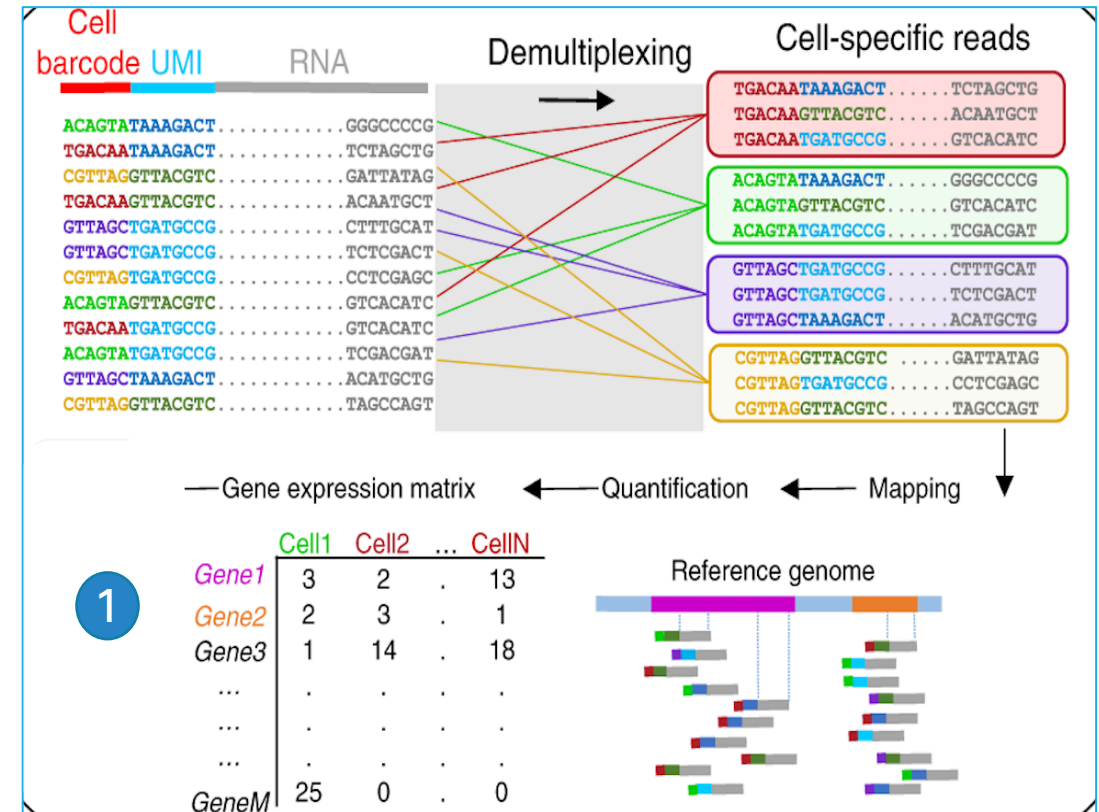 Cell
barcode UMI RNA
Demultiplexing
Cell-specific reads
ACAGTATAAAGACT............GGGCCCCG
TGACAATAAAGACT............TCTAGCTG
CGTTAGGTTACGTC............GATTATAG
TGACAAGTTACGTC............ACAATGCT
GTTAGCTGATGCCG............CTTTGCAT
GTTAGCTGATGCCG............TCTCGACT
CGTTAGTGATGCCG............CCTCGAGC
ACAGTAGTTACGTC............GTCACATC
TGACAATGATGCCG............GTCACATC
ACAGTATGATGCCG............TCGACGAT
GTTAGCTAAAGACT............ACATGCTG
CGTTAGGTTACGTC............TAGCCAGT
TGACAATAAAGACT......TCTAGCTG
TGACAAGTTACGTC......ACAATGCT
TGACAATGATGCCG......GTCACATC
ACAGTATAAAGACT......GGGCCCCG
ACAGTAGTTACGTC......GTCACATC
ACAGTATGATGCCG......TCGACGAT
GTTAGCTGATGCCG......CTTTGCAT
GTTAGCTGATGCCG......TCTCGACT
GTTAGCTAAAGACT......ACATGCTG
CGTTAGGTTACGTC .....GATTATAG
CGTTAGTGATGCCG......CCTCGAGC
CGTTAGGTTACGTC......TAGCCAGT
Gene expression matrix Quantification Mapping
1
Cell1 Cell2 ... CellN
Gene1 3 2 . 13
Gene2 2 3 . 1
Gene3 1 14 . 18
... . . . .
... . . . .
... . . . .
GeneM 25 0 . 0
Reference genome